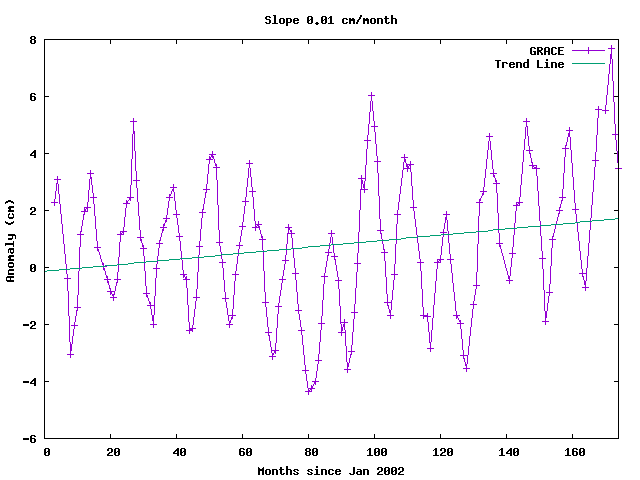 Slope 0.01 cm/month
GRACE
Trend Line
8
6
4
2
0
-2
-4
-6
Anomaly (cm)
0 20 40 60 80 100 120 140 160
Months since Jan 2002